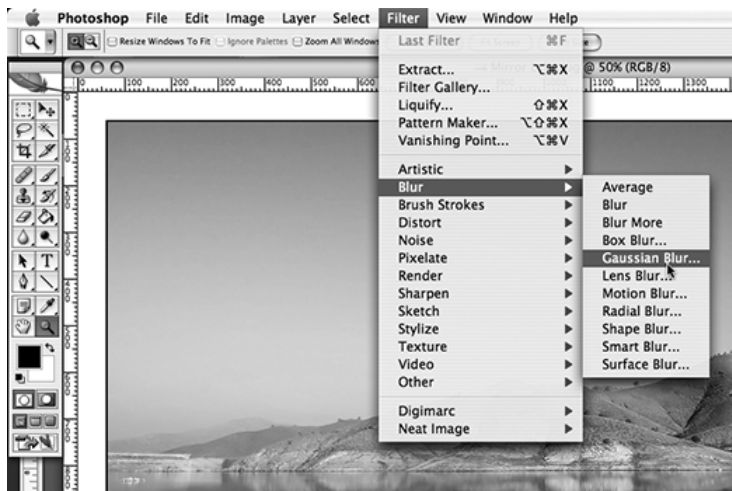 Photoshop File Edit Image Layer Select Filter View Window Help
Resize Windows To Fit Ignore Palettes Zoom All Windows
@ 50% (RGB/8)
100 200 300 400 500 600 1100 1200 1300
Last Filter ⌘F
Extract... ⌥⌘X
Filter Gallery...
Liquify... ⇧⌘X
Pattern Maker... ⌥⇧⌘X
Vanishing Point... ⌥⌘V
Artistic
Blur
Brush Strokes
Distort
Noise
Pixelate
Render
Sharpen
Sketch
Stylize
Texture
Video
Other
Digimarc
Neat Image
Average
Blur
Blur More
Box Blur...
Gaussian Blur...
Lens Blur...
Motion Blur...
Radial Blur...
Shape Blur...
Smart Blur...
Surface Blur...